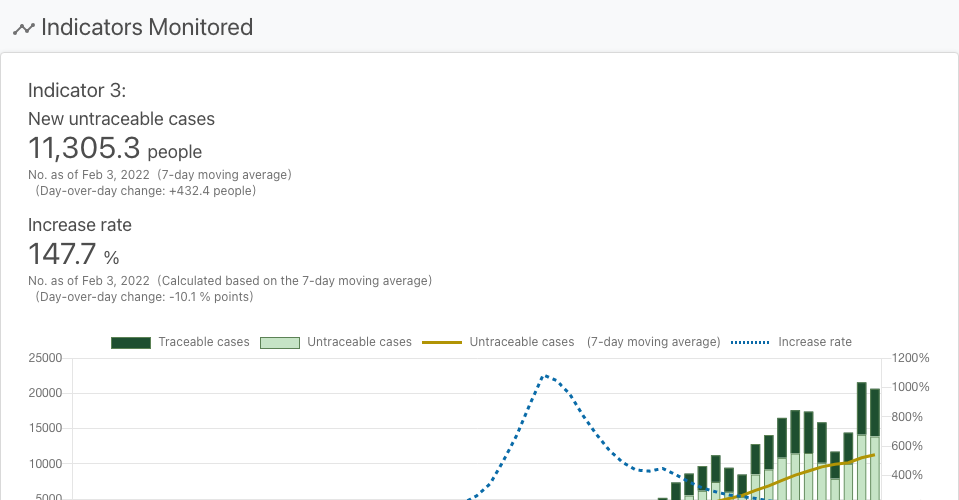 Indicators Monitored
Indicator 3:
New untraceable cases
11,305.3 people
No. as of Feb 3, 2022 (7-day moving average)
(Day-over-day change: +432.4 people)
Increase rate
147.7 %
No. as of Feb 3, 2022 (Calculated based on the 7-day moving average)
(Day-over-day change: -10.1 % points)
Traceable cases Untraceable cases Untraceable cases (7-day moving average) Increase rate
25000 1200%
20000 1000%
15000 800%
10000 600%
5000 400%